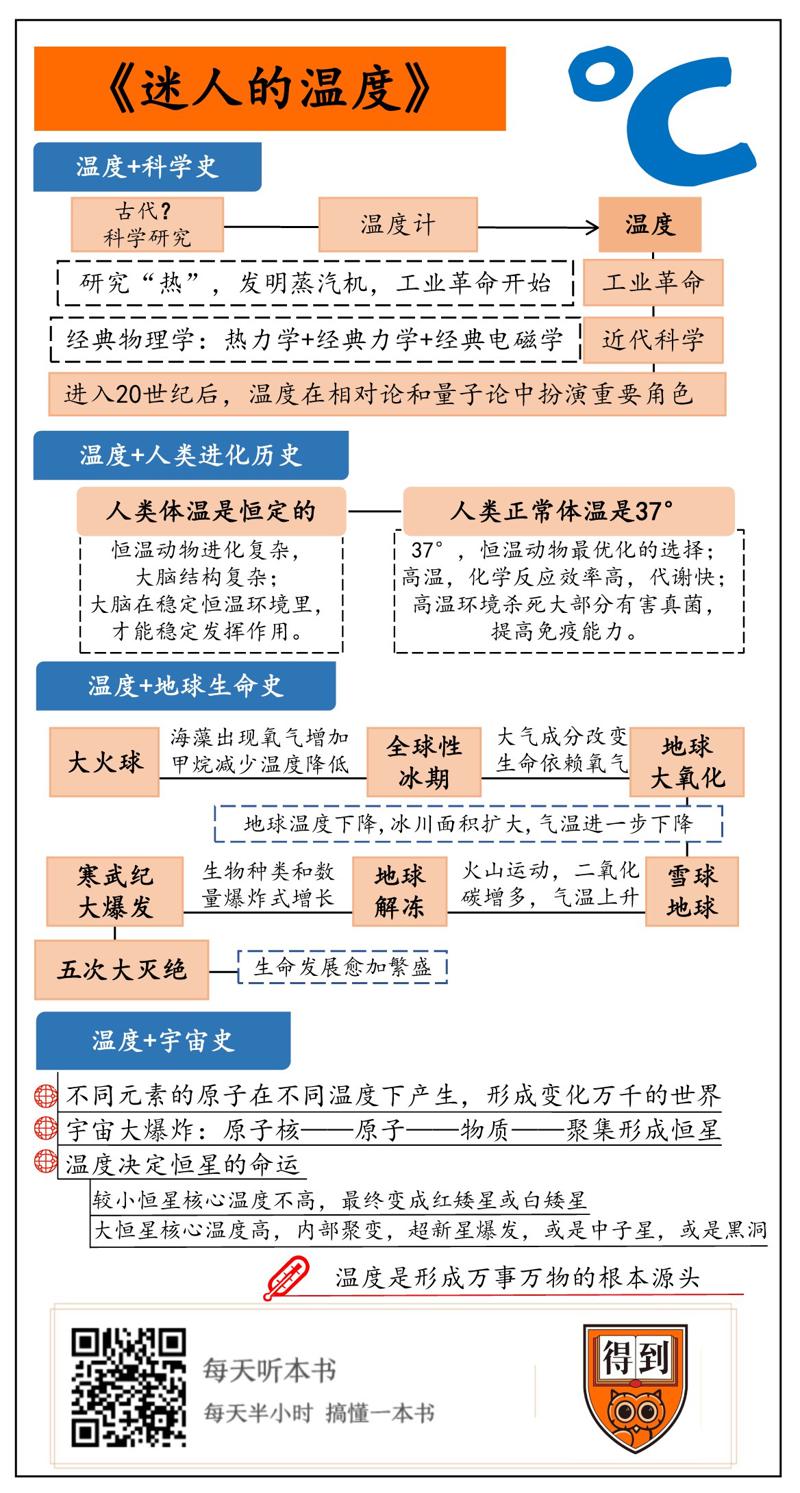 《迷人的温度》
℃
温度+科学史
古代?
科学研究
温度计
温度
研究“热”，发明蒸汽机，工业革命开始
工业革命
经典物理学：热力学+经典力学+经典电磁学
近代科学
进入20世纪后，温度在相对论和量子论中扮演重要角色
温度+人类进化历史
人类体温是恒定的
恒温动物进化复杂，
大脑结构复杂；
大脑在稳定恒温环境里，
才能稳定发挥作用。
人类正常体温是37°
37°，恒温动物最优化的选择；
高温，化学反应效率高，代谢快；
高温环境杀死大部分有害真菌，
提高免疫能力。
温度+地球生命史
大火球
海藻出现氧气增加
甲烷减少温度降低
全球性
冰期
大气成分改变
生命依赖氧气
地球
大氧化
地球温度下降,冰川面积扩大,气温进一步下降
寒武纪
大爆发
生物种类和数
量爆炸式增长
地球
解冻
火山运动，二氧化
碳增多，气温上升
雪球
地球
五次大灭绝
生命发展愈加繁盛
温度+宇宙史
不同元素的原子在不同温度下产生，形成变化万千的世界
宇宙大爆炸：原子核——原子——物质——聚集形成恒星
温度决定恒星的命运
较小恒星核心温度不高，最终变成红矮星或白矮星
大恒星核心温度高，内部聚变，超新星爆发，或是中子星，或是黑洞
温度是形成万事万物的根本源头
每天听本书
每天半小时 搞懂一本书
得到